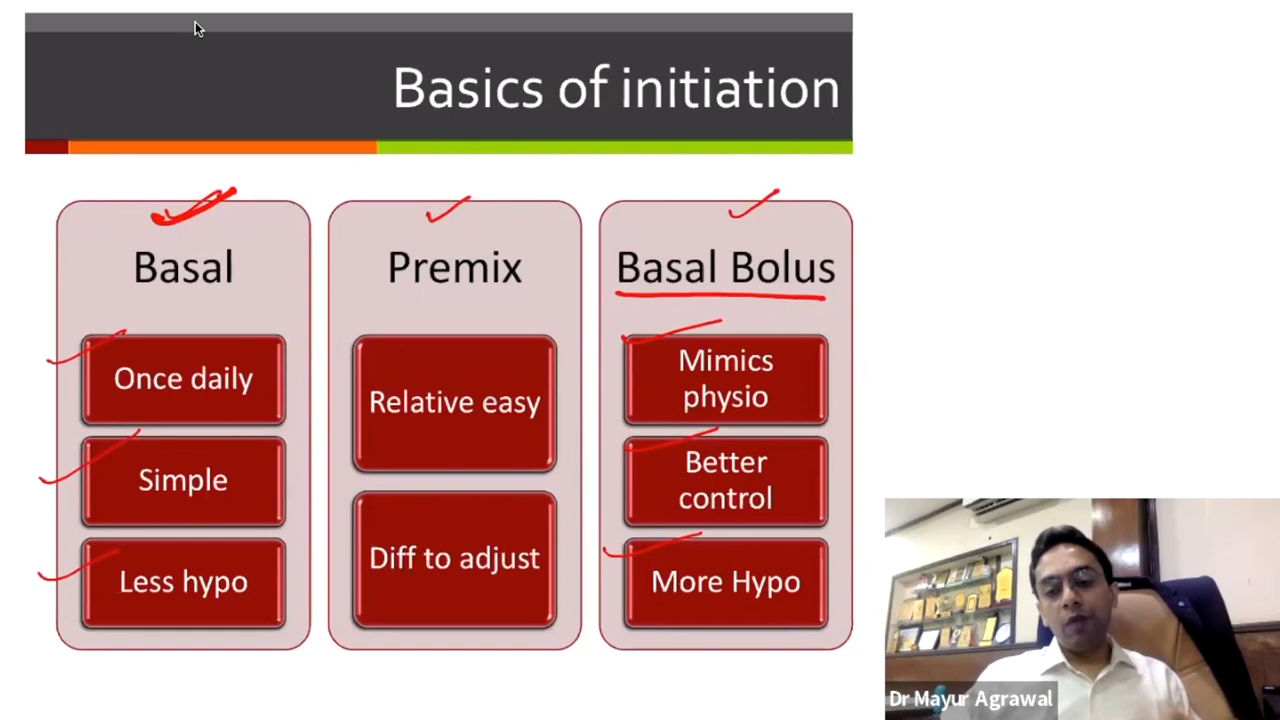 Basics of initiation
Basal
Once daily
Simple
Less hypo
Premix
Relative easy
Diff to adjust
Basal Bolus
Mimics
physio
Better
control
More Hypo
Dr Mayur Agrawal